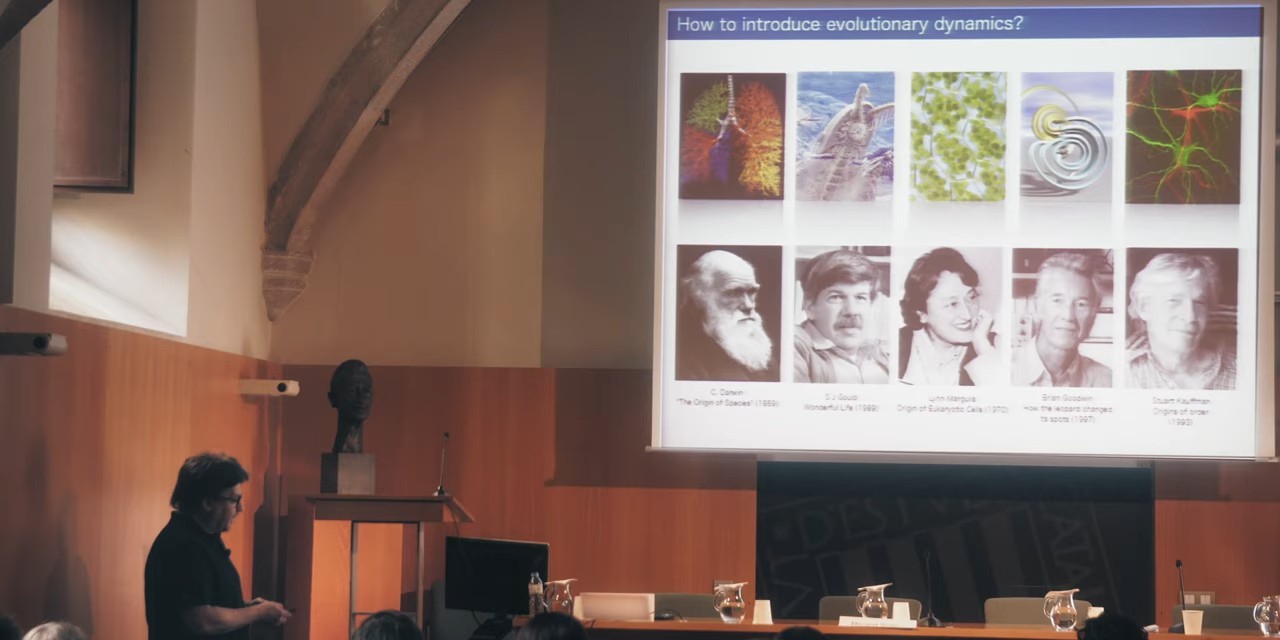 How to introduce evolutionary dynamics?
C. Darwin:
"The Origin of Species" (1859)
S J Gould:
Wonderful Life (1989)
Lynn Margulis:
Origin of Eukaryotic Cells (1970)
Brian Goodwin:
How the leopard changed
its spots (1997)
Stuart Kauffman:
Origins of order
(1993)